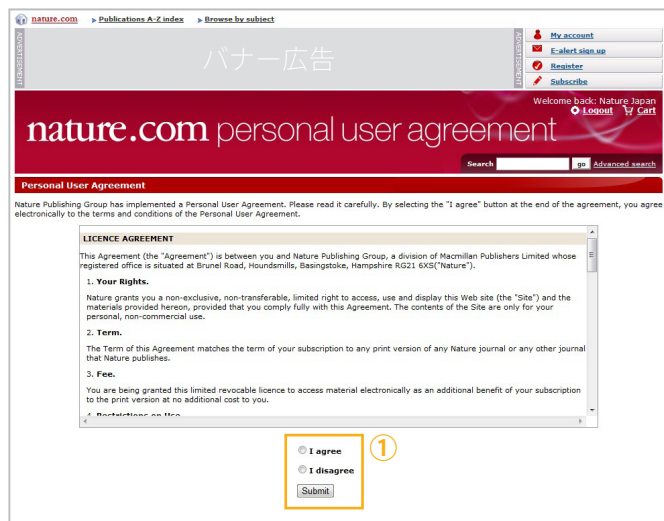 nature.com Publications A-Z index Browse by subject
ADVERTISEMENT
バナー広告
ADVERTISEMENT
My account
E-alert sign up
Register
Subscribe
Welcome back: Nature Japan
Logout Cart
nature.com personal user agreement
Search go Advanced search
Personal User Agreement
Nature Publishing Group has implemented a Personal User Agreement. Please read it carefully. By selecting the "I agree" button at the end of the agreement, you agree
electronically to the terms and conditions of the Personal User Agreement.
LICENCE AGREEMENT
This Agreement (the "Agreement") is between you and Nature Publishing Group, a division of Macmillan Publishers Limited whose
registered office is situated at Brunel Road, Houndsmills, Basingstoke, Hampshire RG21 6XS("Nature").
1. Your Rights.
Nature grants you a non-exclusive, non-transferable, limited right to access, use and display this Web site (the "Site") and the
materials provided hereon, provided that you comply fully with this Agreement. The contents of the Site are only for your
personal, non-commercial use.
2. Term.
The Term of this Agreement matches the term of your subscription to any print version of any Nature journal or any other journal
that Nature publishes.
3. Fee.
You are being granted this limited revocable licence to access material electronically as an additional benefit of your subscription
to the print version at no additional cost to you.
4. Restrictions on Use
I agree
①
I disagree
Submit